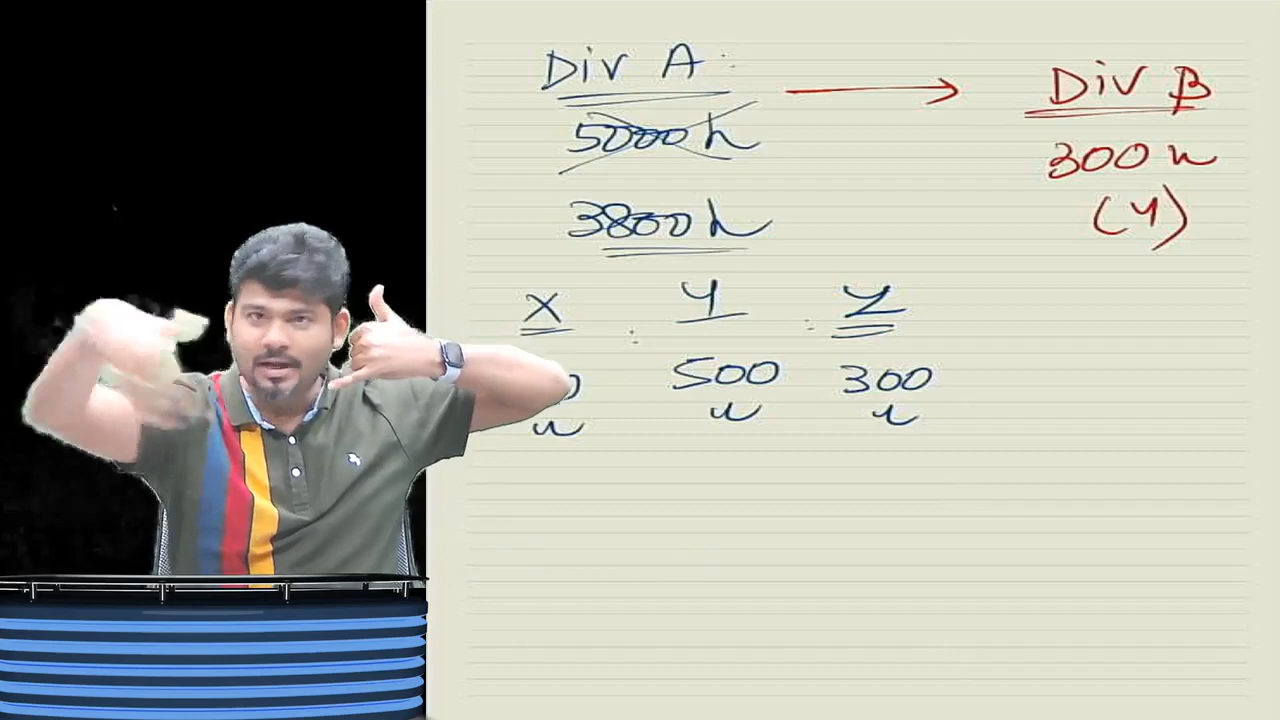 Div A:
5000 h
3800 h
X : Y : Z
500 300
u u u
Div B
300 u
(Y)